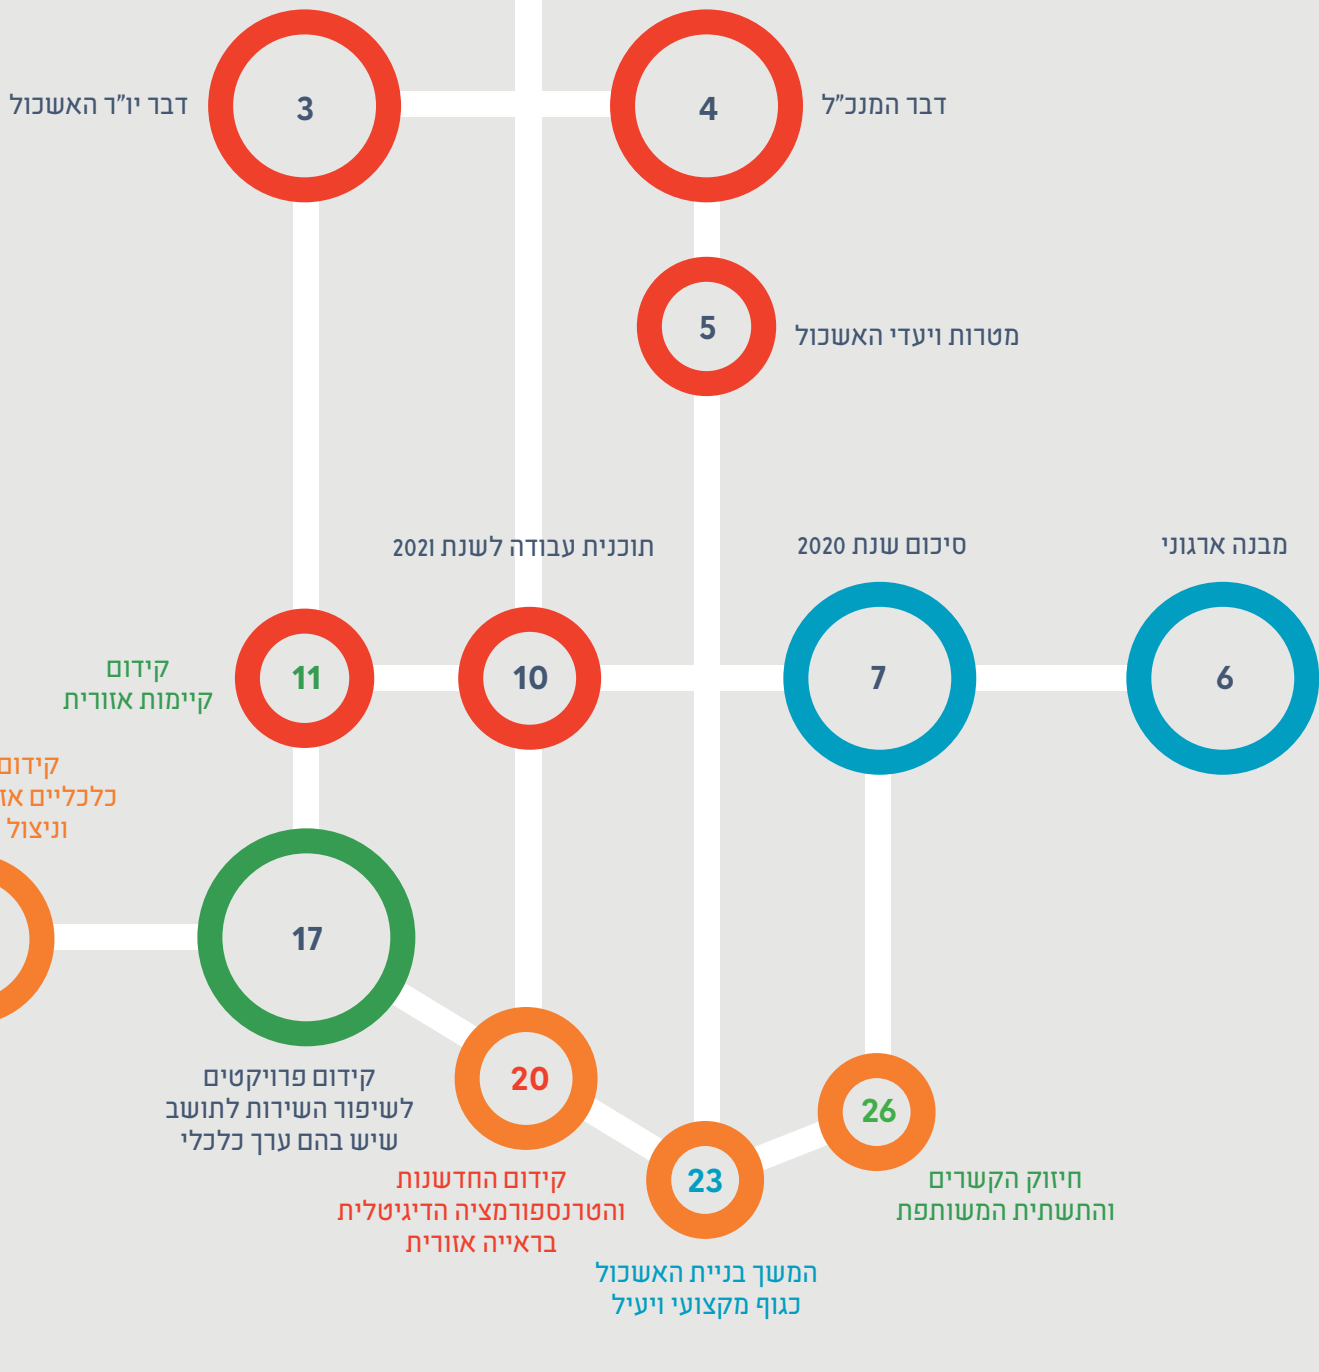 דבר יו"ר האשכול
3
4
דבר המנכ"ל
5
מטרות ויעדי האשכול
מבנה ארגוני
6
סיכום שנת 2020
7
תוכנית עבודה לשנת 2021
10
11
קידום
קיימות אזורית
קידום
כלכליים
וניצול
17
קידום פרויקטים
לשיפור השירות לתושב
שיש בהם ערך כלכלי
20
קידום החדשנות
והטרנספורמציה הדיגיטלית
בראייה אזורית
23
המשך בניית האשכול
כגוף מקצועי ויעיל
26
חיזוק הקשרים
והתשתית המשותפת